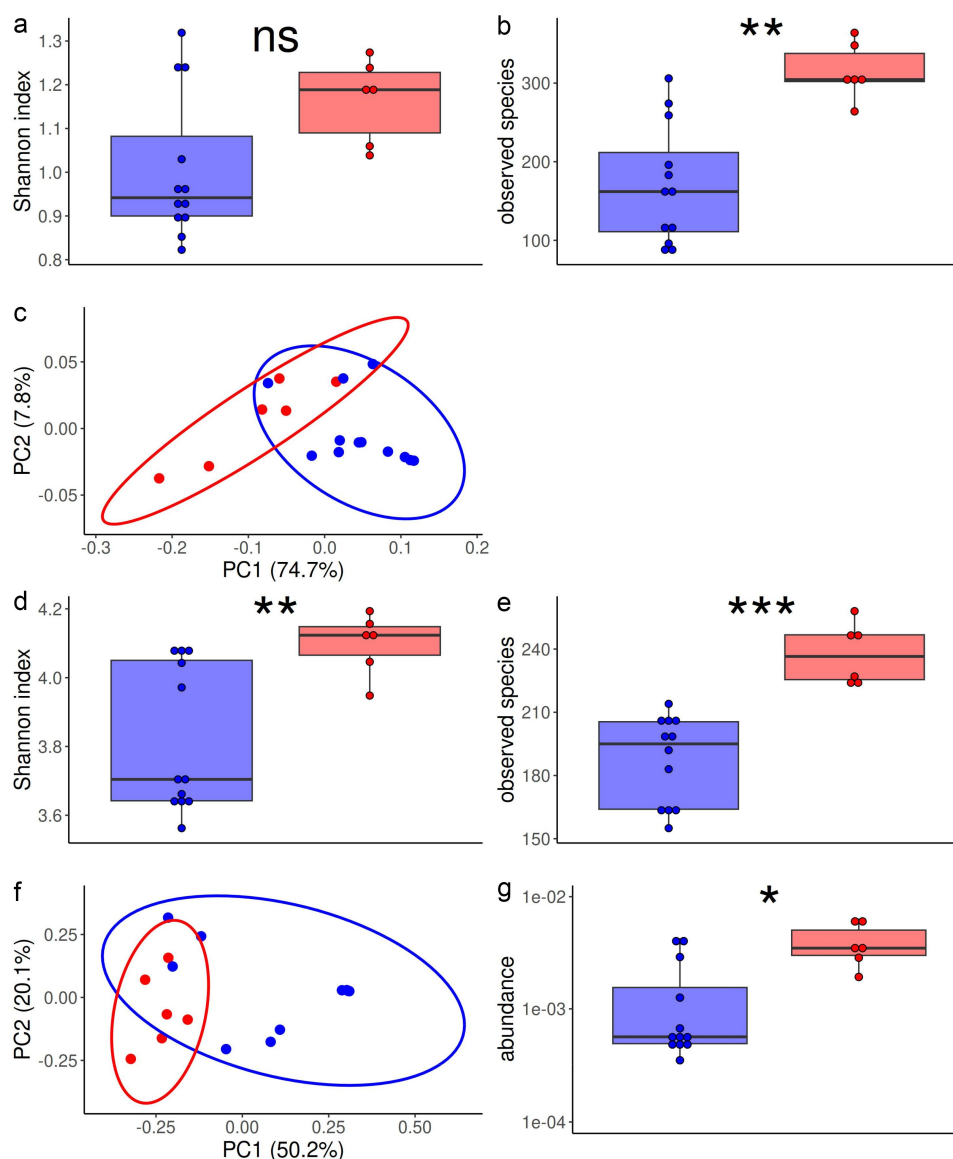 a
ns
Shannon index
1.3
1.2
1.1
1.0
0.9
0.8
b
**
observed species
300
200
100
c
PC2 (7.8%)
0.05
0.00
-0.05
-0.3
-0.2
-0.1
0.0
0.1
0.2
PC1 (74.7%)
d
**
Shannon index
4.2
4.0
3.8
3.6
e
***
observed species
240
210
180
150
f
PC2 (20.1%)
0.25
0.00
-0.25
-0.25
0.00
0.25
0.50
PC1 (50.2%)
g
*
abundance
1e-02
1e-03
1e-04